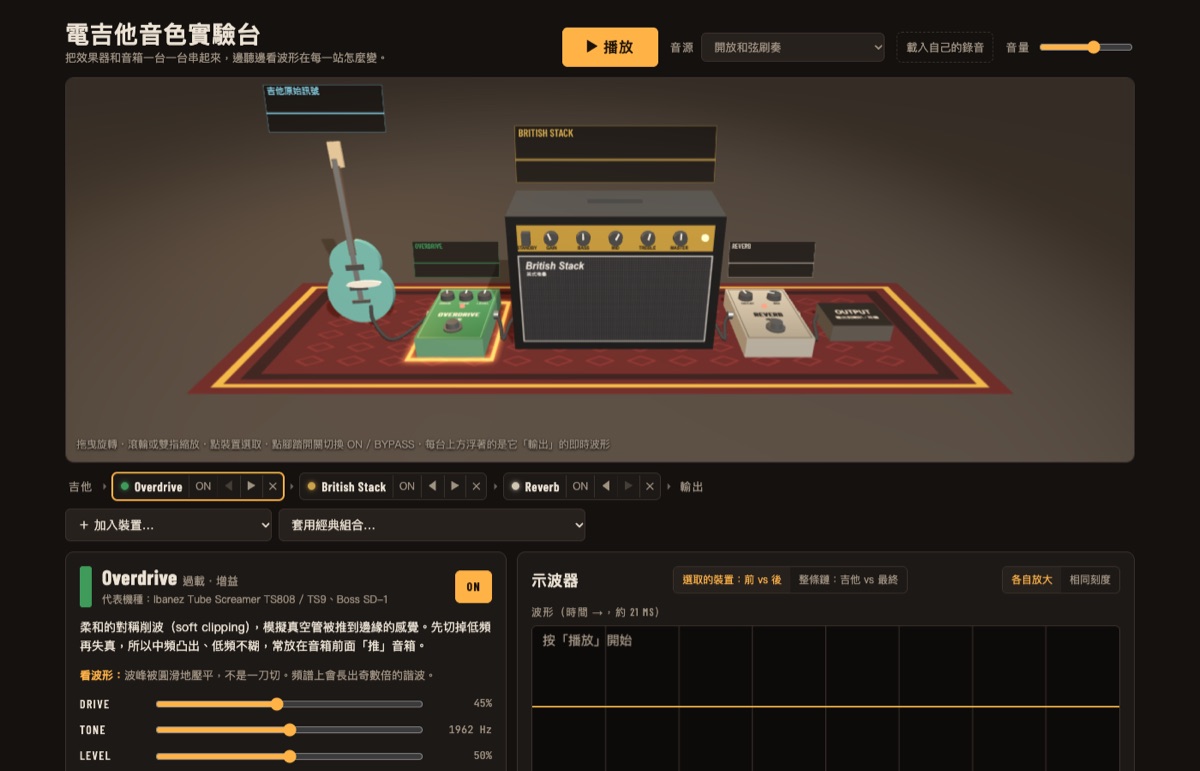 電吉他音色實驗台
把效果器和音箱一台一台串起來，邊聽邊看波形在每一站怎麼變。
▶ 播放
音源
開放和弦刷奏
載入自己的錄音
音量
吉他原始訊號
BRITISH STACK
OVERDRIVE
REVERB
British Stack
OVERDRIVE
REVERB
OUTPUT
拖曳旋轉・滾輪或雙指縮放・點裝置選取・點腳踏開關切換 ON / BYPASS・每台上方浮著的是它「輸出」的即時波形
吉他 › Overdrive ON ◀ ▶ ✕ › British Stack ON ◀ ▶ ✕ › Reverb ON ◀ ▶ ✕ › 輸出
＋ 加入裝置...
套用經典組合...
Overdrive 過載・增益
代表機種：Ibanez Tube Screamer TS808 / TS9、Boss SD-1
ON
柔和的對稱削波（soft clipping），模擬真空管被推到邊緣的感覺。先切掉低頻
再失真，所以中頻凸出、低頻不糊，常放在音箱前面「推」音箱。
看波形：波峰被圓滑地壓平，不是一刀切。頻譜上會長出奇數倍的諧波。
DRIVE 45%
TONE 1962 Hz
LEVEL 50%
示波器
選取的裝置：前 vs 後
整條鏈：吉他 vs 最終
各自放大
相同刻度
波形（時間 →，約 21 MS）
按「播放」開始